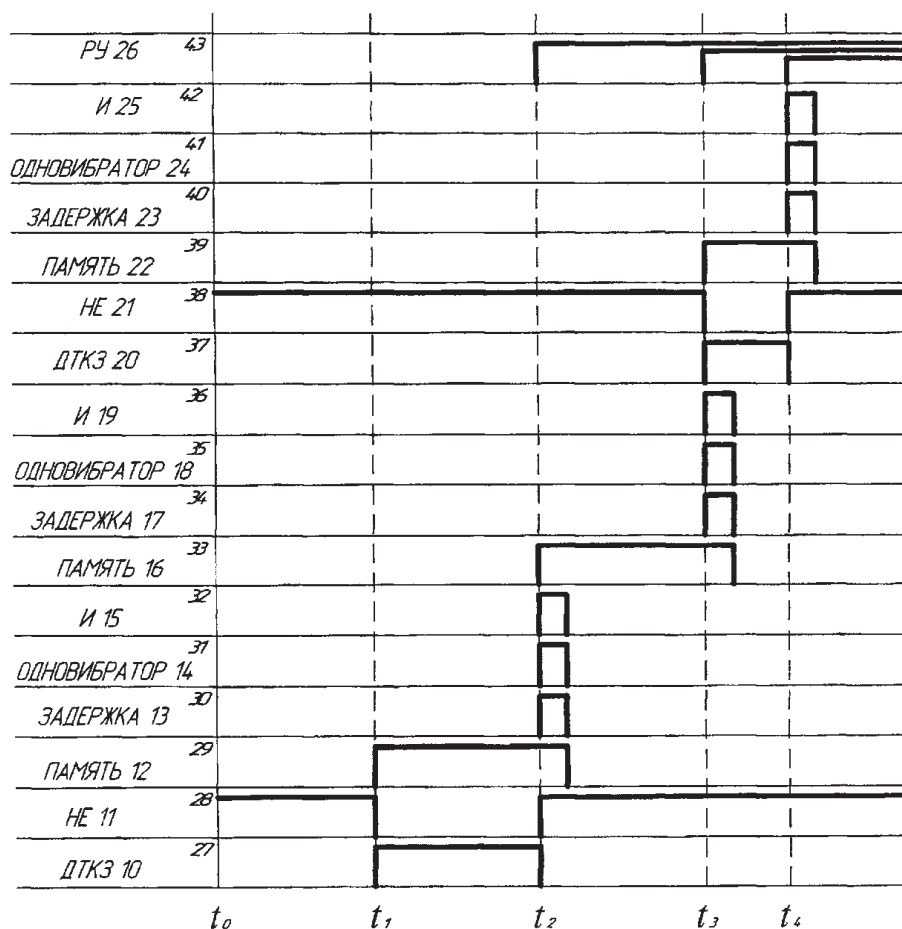 РУ 26 43
И 25 42
ОДНОВИБРАТОР 24 41
ЗАДЕРЖКА 23 40
ПАМЯТЬ 22 39
НЕ 21 38
ДТКЗ 20 37
И 19 36
ОДНОВИБРАТОР 18 35
ЗАДЕРЖКА 17 34
ПАМЯТЬ 16 33
И 15 32
ОДНОВИБРАТОР 14 31
ЗАДЕРЖКА 13 30
ПАМЯТЬ 12 29
НЕ 11 28
ДТКЗ 10 27
t₀ t₁ t₂ t₃ t₄